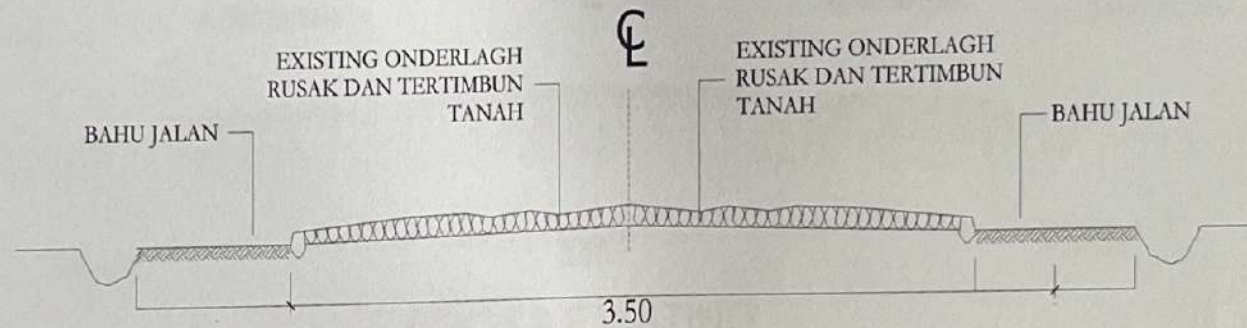 ℄
EXISTING ONDERLAGH
RUSAK DAN TERTIMBUN
TANAH
EXISTING ONDERLAGH
RUSAK DAN TERTIMBUN
TANAH
BAHU JALAN
BAHU JALAN
3.50